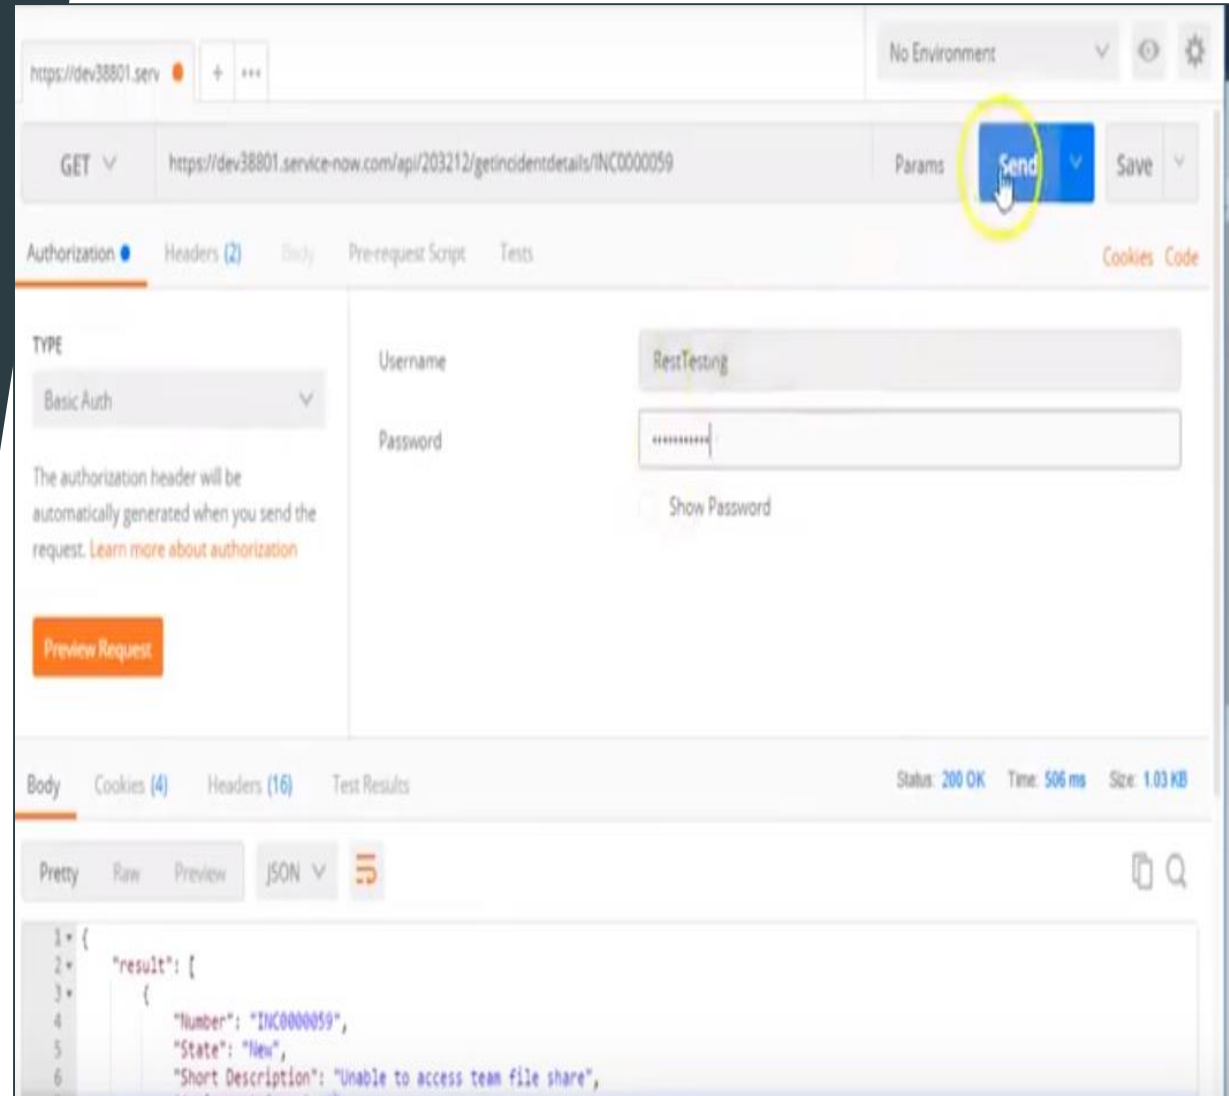 No Environment
https://dev38801.serv
GET
https://dev38801.service-now.com/api/203212/getincidentdetails/INC0000059
Params
Send
Save
Authorization
Headers (2)
Body
Pre-request Script
Tests
Cookies
Code
TYPE
Basic Auth
The authorization header will be
automatically generated when you send the
request. Learn more about authorization
Preview Request
Username
RestTesting
Password
Show Password
Body
Cookies (4)
Headers (16)
Test Results
Status: 200 OK
Time: 506 ms
Size: 1.03 KB
Pretty
Raw
Preview
JSON
1 {
2 "result": [
3 {
4 "Number": "INC0000059",
5 "State": "New",
6 "Short Description": "Unable to access team file share",